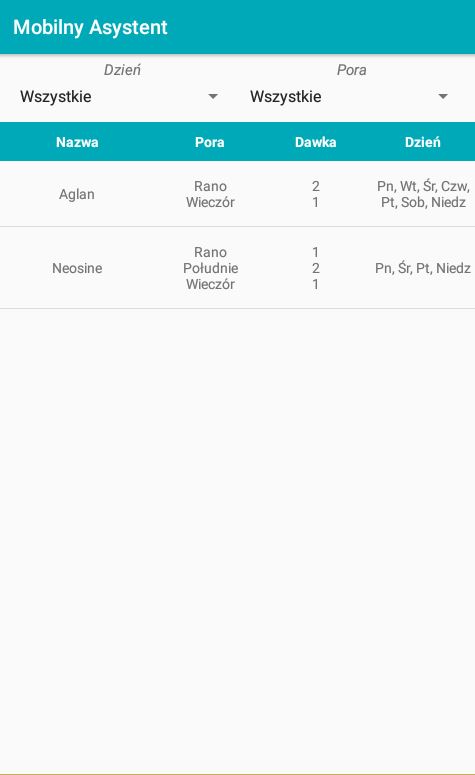 Mobilny Asystent
Dzień Pora
Wszystkie Wszystkie
Nazwa Pora Dawka Dzień
Aglan
Rano 2
Wieczór 1
Pn, Wt, Śr, Czw,
Pt, Sob, Niedz
Neosine
Rano 1
Południe 2
Wieczór 1
Pn, Śr, Pt, Niedz